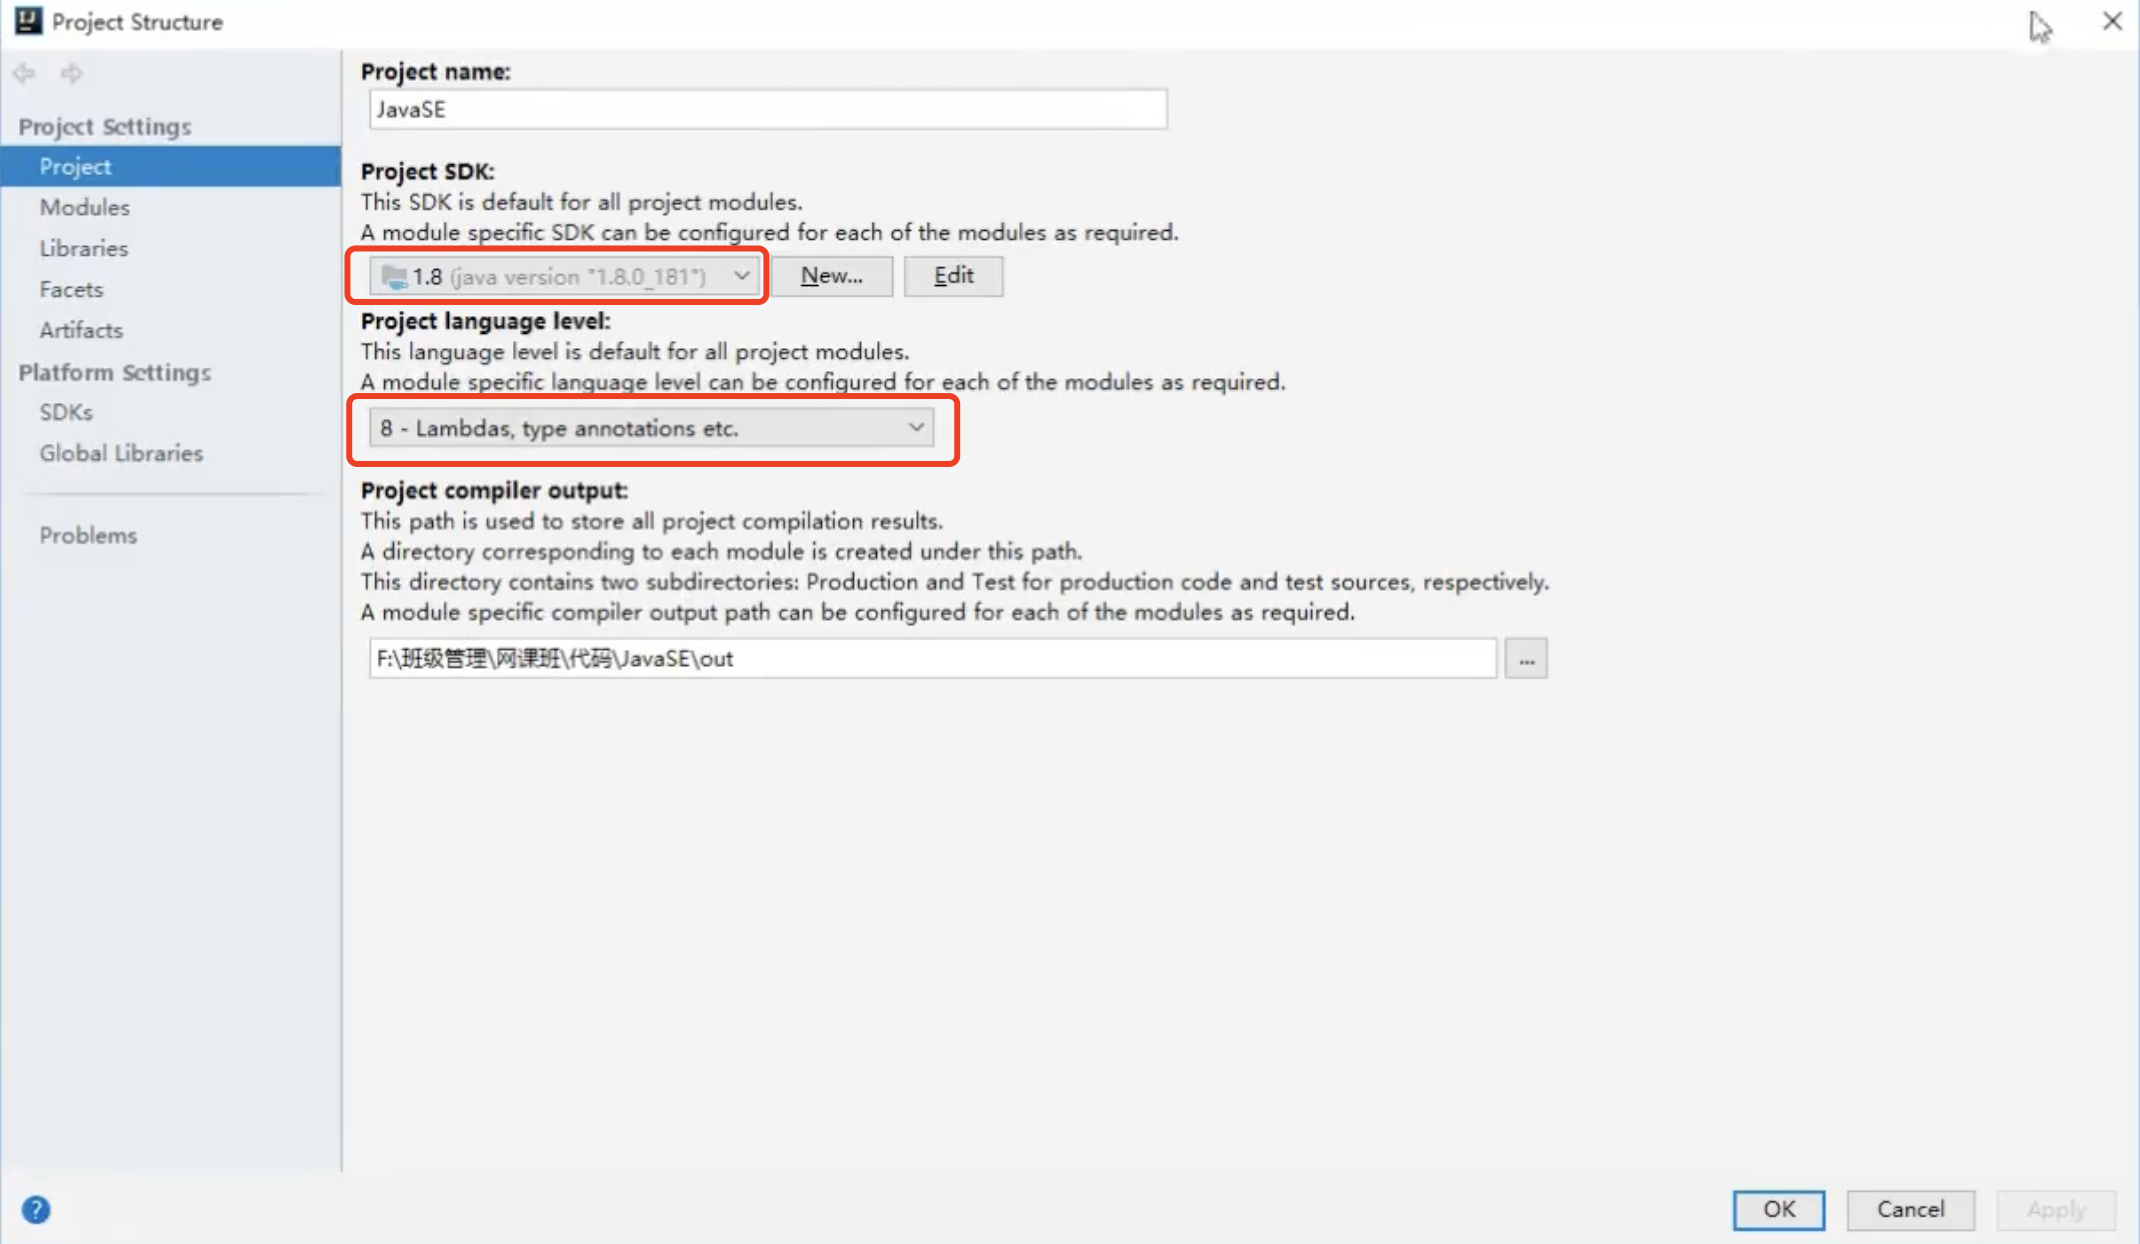 Project Structure
Project Settings
Project
Modules
Libraries
Facets
Artifacts
Platform Settings
SDKs
Global Libraries
Problems
Project name:
JavaSE
Project SDK:
This SDK is default for all project modules.
A module specific SDK can be configured for each of the modules as required.
1.8 (java version "1.8.0_181") New... Edit
Project language level:
This language level is default for all project modules.
A module specific language level can be configured for each of the modules as required.
8 - Lambdas, type annotations etc.
Project compiler output:
This path is used to store all project compilation results.
A directory corresponding to each module is created under this path.
This directory contains two subdirectories: Production and Test for production code and test sources, respectively.
A module specific compiler output path can be configured for each of the modules as required.
F:\班级管理\网课班\代码\JavaSE\out ...
? OK Cancel Apply